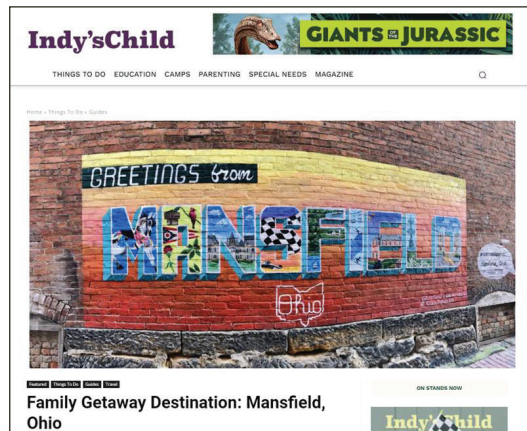 Indy'sChild
GIANTS OF THE JURASSIC
THINGS TO DO EDUCATION CAMPS PARENTING SPECIAL NEEDS MAGAZINE
Home » Things To Do » Guides
GREETINGS from
MANSFIELD
Ohio
Featured Things To Do Guides Travel
Family Getaway Destination: Mansfield,
Ohio
ON STANDS NOW
Indy'sChild